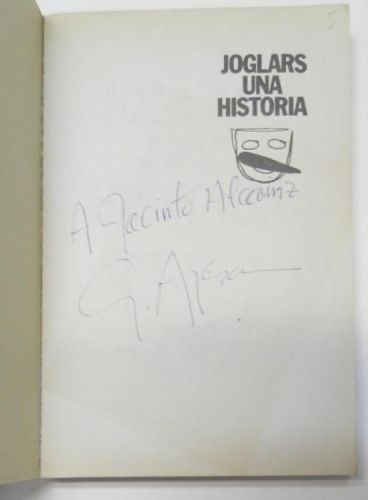 5
JOGLARS
UNA
HISTORIA
A Jacinto Alcañiz